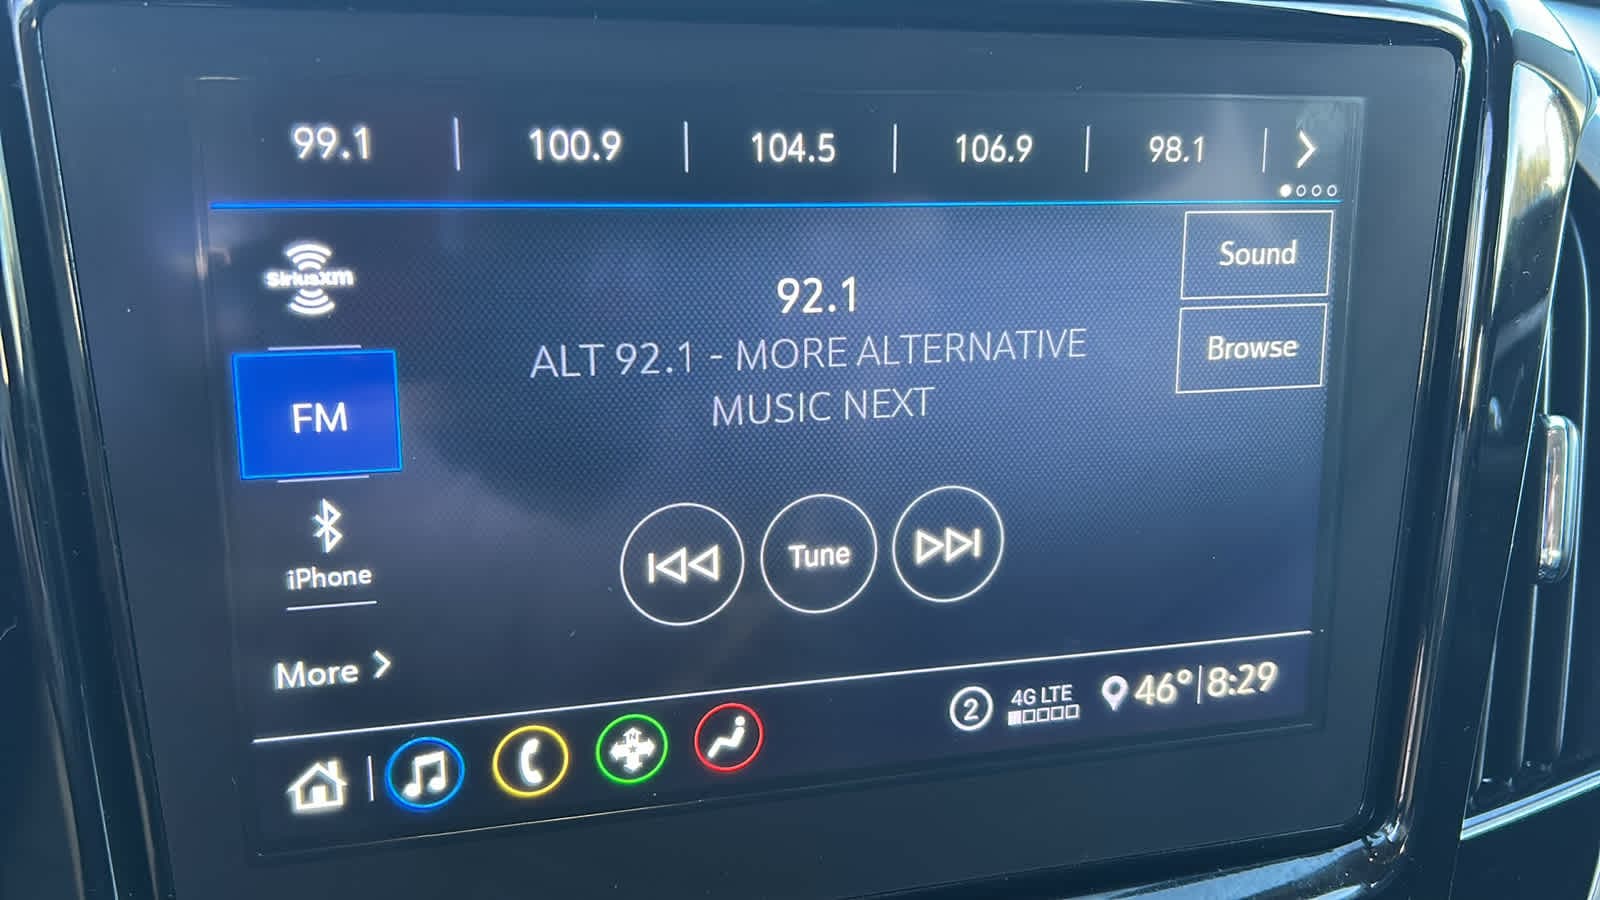 99.1 | 100.9 | 104.5 | 106.9 | 98.1 |
SiriusXM
Sound
92.1
ALT 92.1 - MORE ALTERNATIVE
MUSIC NEXT
Browse
FM
Tune
iPhone
More
2 4G LTE 46° | 8:29
N